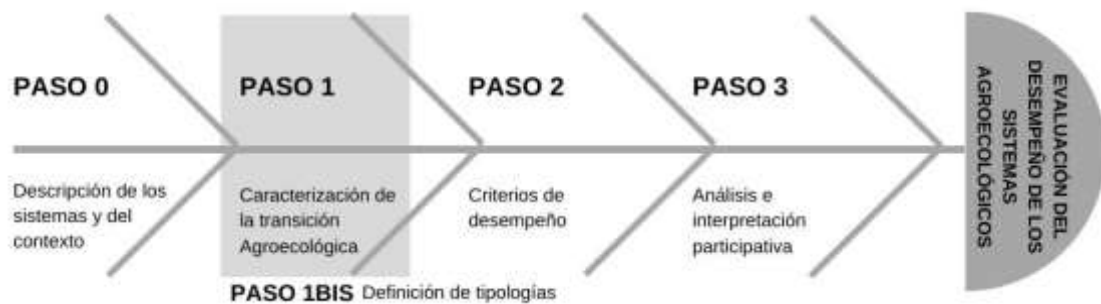 PASO 0
PASO 1
PASO 2
PASO 3
Descripción de los
sistemas y del
contexto
Caracterización de
la transición
Agroecológica
Criterios de
desempeño
Análisis e
interpretación
participativa
PASO 1BIS Definición de tipologías
EVALUACIÓN DEL
DESEMPEÑO DE LOS
SISTEMAS
AGROECOLÓGICOS